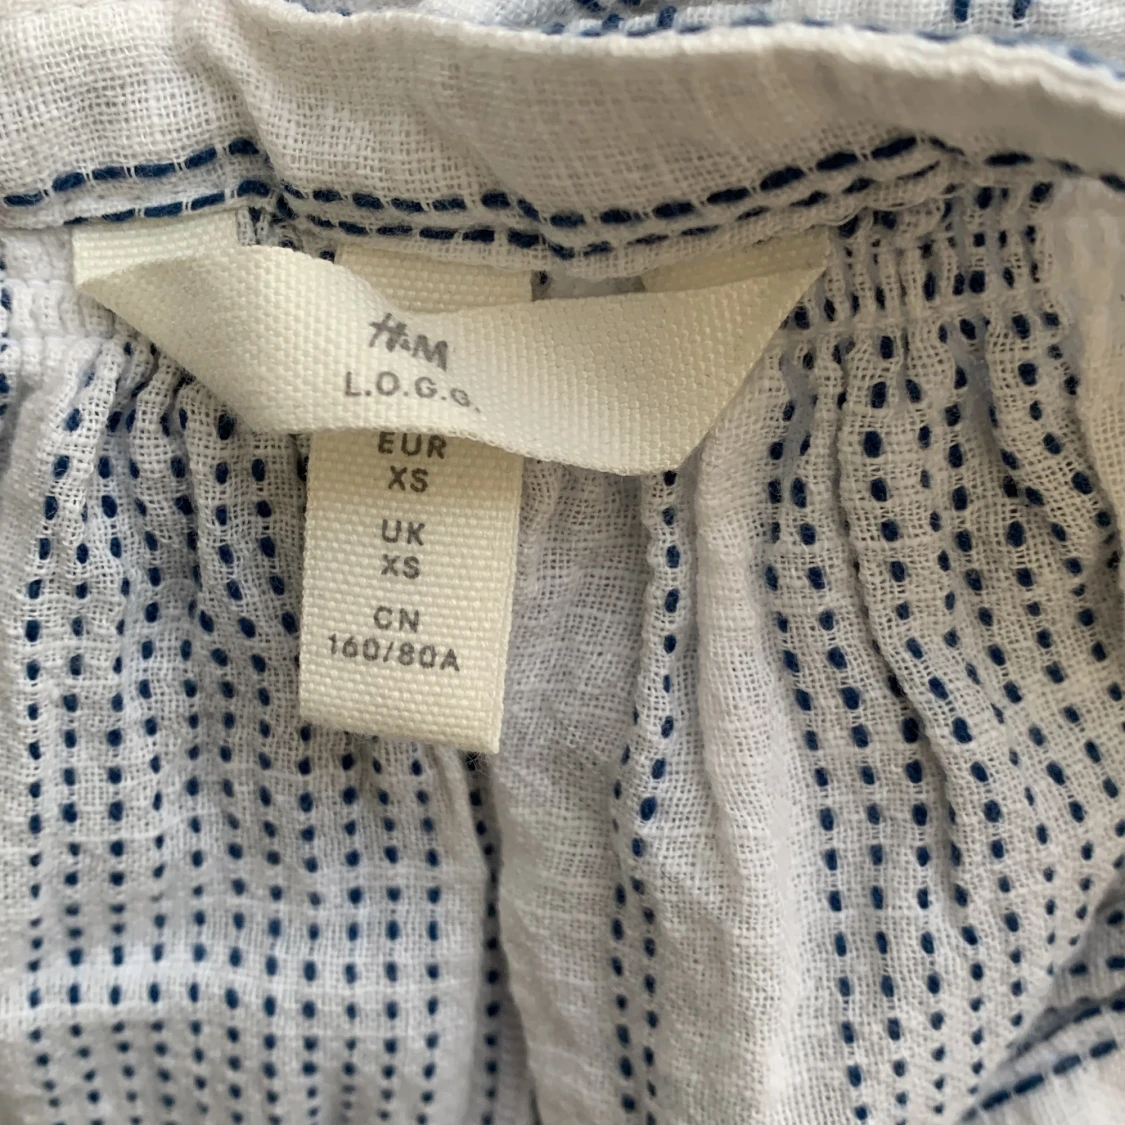 H&M
L.O.G.G.
EUR
XS
UK
XS
CN
160/80A